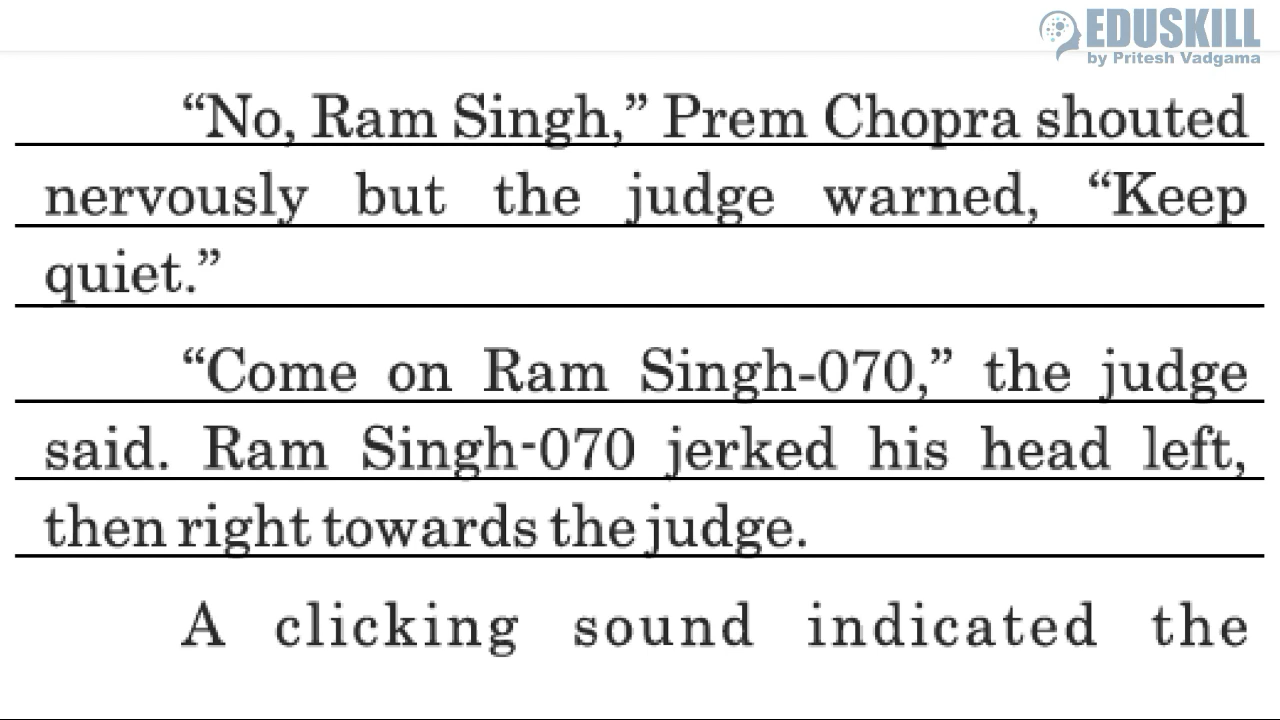 EDUSKILL
by Pritesh Vadgama
“No, Ram Singh,” Prem Chopra shouted
nervously but the judge warned, “Keep
quiet.”
“Come on Ram Singh-070,” the judge
said. Ram Singh-070 jerked his head left,
then right towards the judge.
A clicking sound indicated the